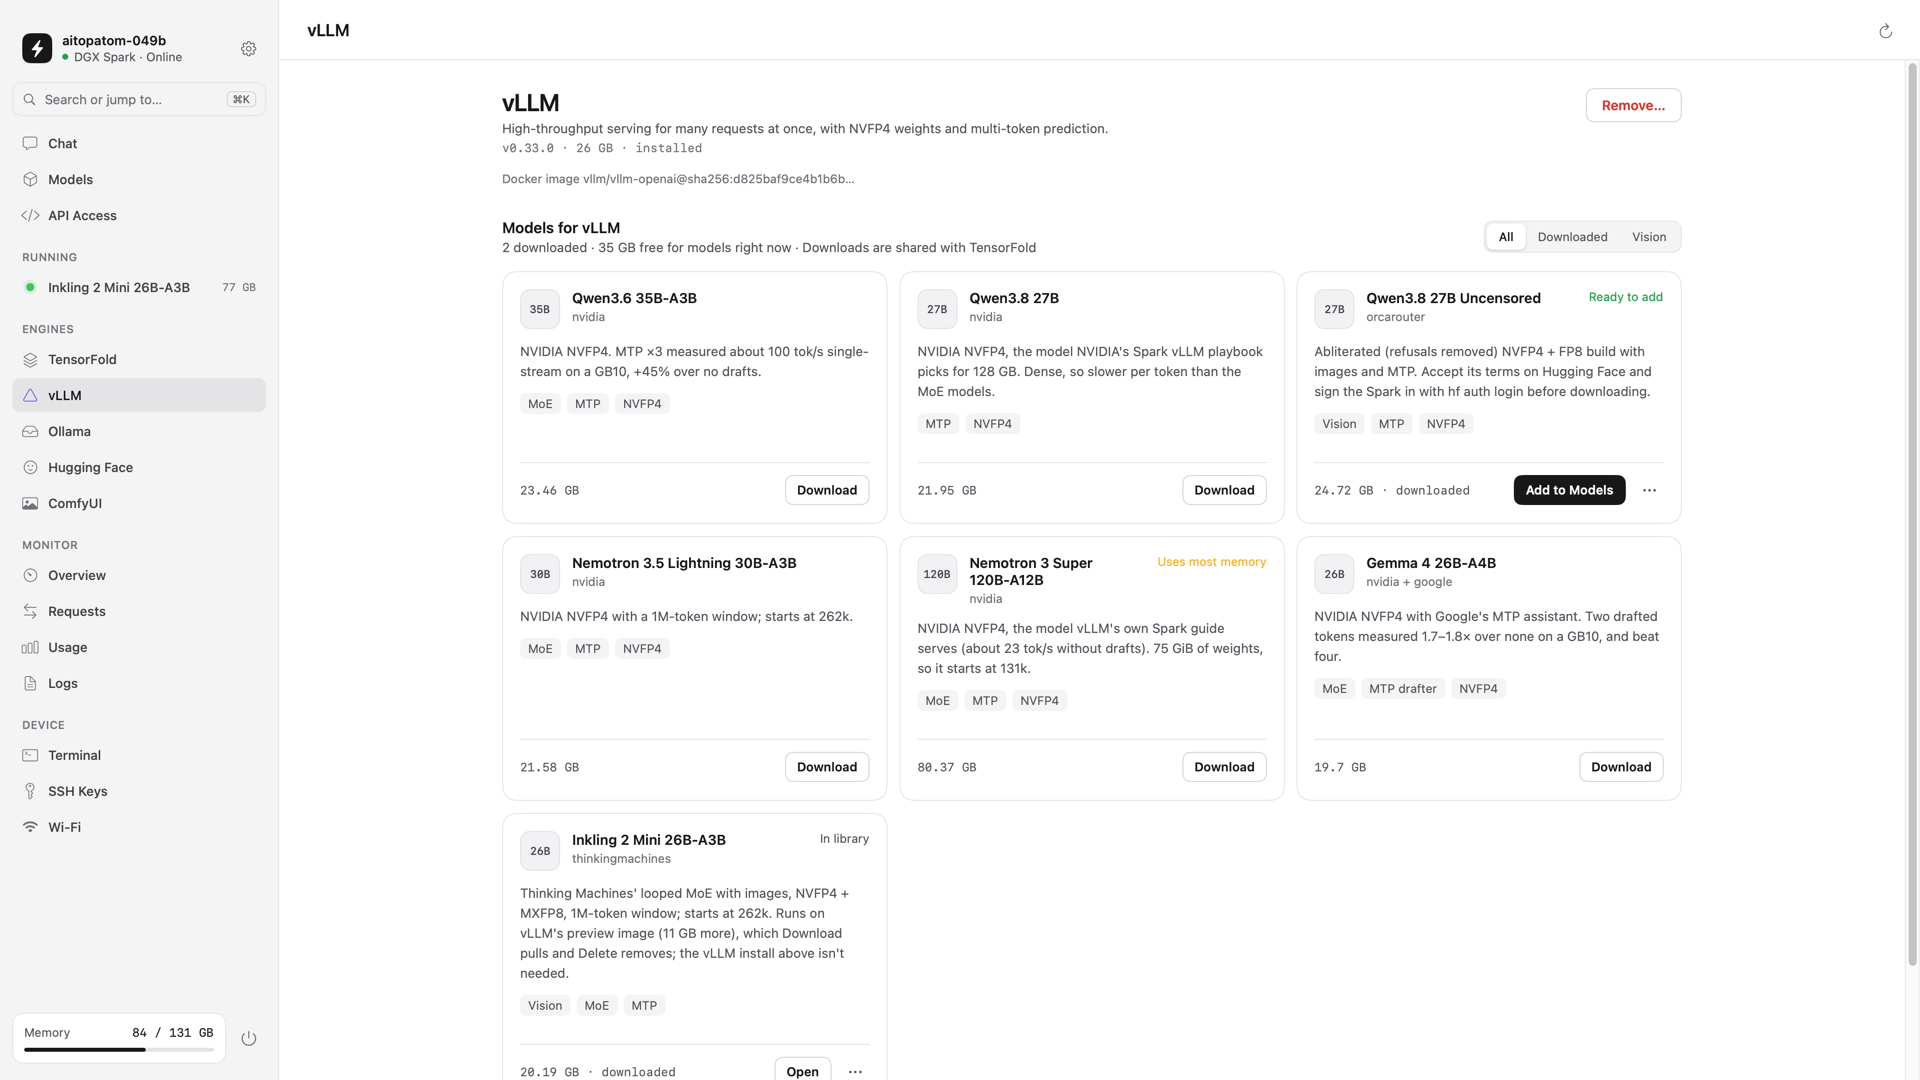 aitopatom-049b
DGX Spark · Online
Search or jump to...
⌘K
Chat
Models
API Access
RUNNING
Inkling 2 Mini 26B-A3B 77 GB
ENGINES
TensorFold
vLLM
Ollama
Hugging Face
ComfyUI
MONITOR
Overview
Requests
Usage
Logs
DEVICE
Terminal
SSH Keys
Wi-Fi
Memory 84 / 131 GB
vLLM
vLLM
Remove...
High-throughput serving for many requests at once, with NVFP4 weights and multi-token prediction.
v0.33.0 · 26 GB · installed
Docker image vllm/vllm-openai@sha256:d825baf9ce4b1b6b...
Models for vLLM
2 downloaded · 35 GB free for models right now · Downloads are shared with TensorFold
All Downloaded Vision
35B
Qwen3.6 35B-A3B
nvidia
NVIDIA NVFP4. MTP ×3 measured about 100 tok/s single-
stream on a GB10, +45% over no drafts.
MoE MTP NVFP4
23.46 GB
Download
27B
Qwen3.8 27B
nvidia
NVIDIA NVFP4, the model NVIDIA's Spark vLLM playbook
picks for 128 GB. Dense, so slower per token than the
MoE models.
MTP NVFP4
21.95 GB
Download
27B
Qwen3.8 27B Uncensored
Ready to add
orcarouter
Abliterated (refusals removed) NVFP4 + FP8 build with
images and MTP. Accept its terms on Hugging Face and
sign the Spark in with hf auth login before downloading.
Vision MTP NVFP4
24.72 GB · downloaded
Add to Models
...
30B
Nemotron 3.5 Lightning 30B-A3B
nvidia
NVIDIA NVFP4 with a 1M-token window; starts at 262k.
MoE MTP NVFP4
21.58 GB
Download
120B
Nemotron 3 Super
120B-A12B
Uses most memory
nvidia
NVIDIA NVFP4, the model vLLM's own Spark guide
serves (about 23 tok/s without drafts). 75 GiB of weights,
so it starts at 131k.
MoE MTP NVFP4
80.37 GB
Download
26B
Gemma 4 26B-A4B
nvidia + google
NVIDIA NVFP4 with Google's MTP assistant. Two drafted
tokens measured 1.7–1.8× over none on a GB10, and beat
four.
MoE MTP drafter NVFP4
19.7 GB
Download
26B
Inkling 2 Mini 26B-A3B
In library
thinkingmachines
Thinking Machines' looped MoE with images, NVFP4 +
MXFP8, 1M-token window; starts at 262k. Runs on
vLLM's preview image (11 GB more), which Download
pulls and Delete removes; the vLLM install above isn't
needed.
Vision MoE MTP
20.19 GB · downloaded
Open
...